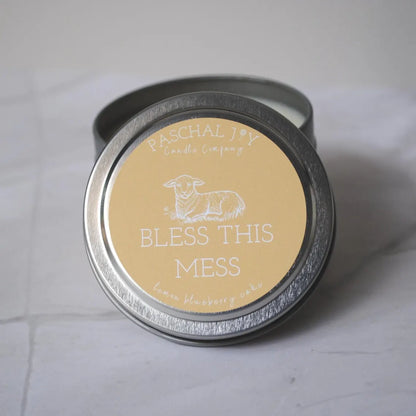 PASCHAL JOY
Candle Company
BLESS THIS
MESS
lemon blueberry cake